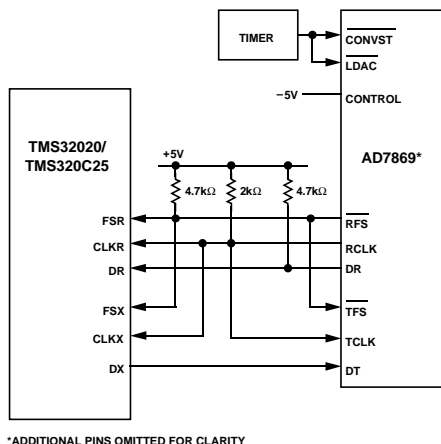 TIMER
CONVST
LDAC
–5V
CONTROL
TMS32020/
TMS320C25
AD7869*
+5V
4.7kΩ
2kΩ
4.7kΩ
FSR
RFS
CLKR
RCLK
DR
DR
FSX
TFS
CLKX
TCLK
DX
DT
*ADDITIONAL PINS OMITTED FOR CLARITY